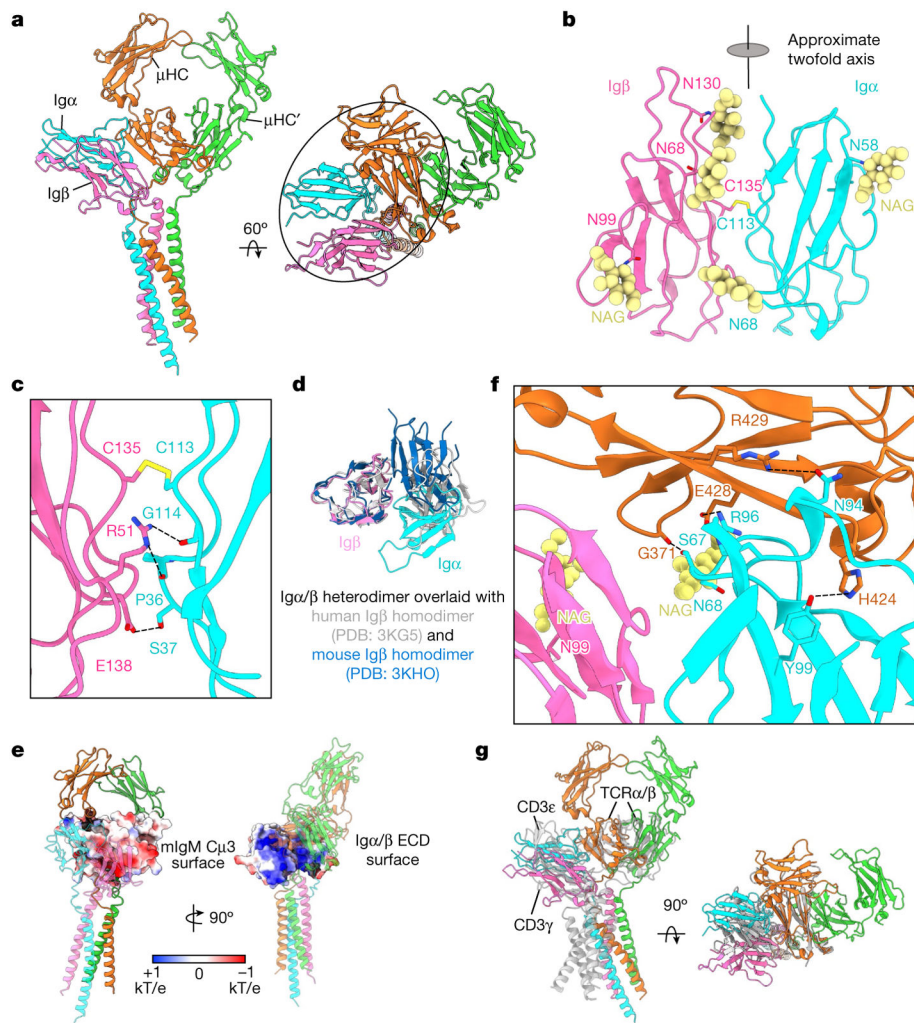 a
μHC
Igα
μHC′
Igβ
60º
b
Approximate
twofold axis
Igβ
N130
Igα
N68
N58
C135
C113
NAG
N99
NAG
N68
c
C135
C113
G114
R51
P36
S37
E138
d
Igβ
Igα
Igα/β heterodimer overlaid with
human Igβ homodimer
(PDB: 3KG5) and
mouse Igβ homodimer
(PDB: 3KHO)
f
R429
E428
N94
R96
S67
G371
NAG
NAG
N68
H424
N99
Y99
e
mIgM Cμ3
surface
Igα/β ECD
surface
90º
+1
kT/e
0
−1
kT/e
g
CD3ε
TCRα/β
CD3γ
90º